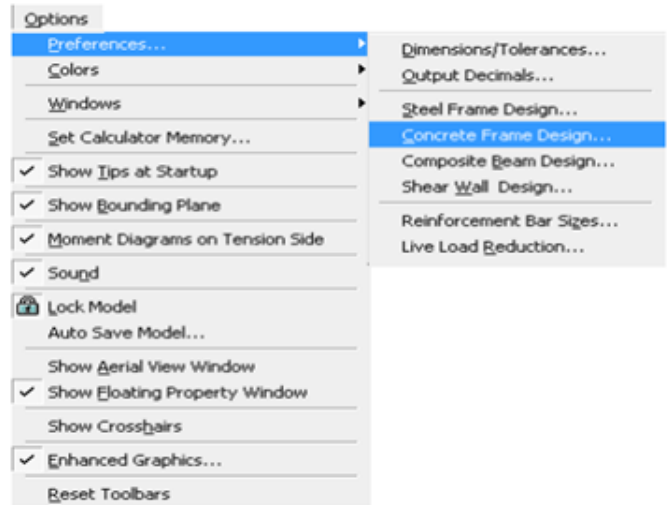 Options
Preferences...
Colors
Windows
Set Calculator Memory...
Show Tips at Startup
Show Bounding Plane
Moment Diagrams on Tension Side
Sound
Lock Model
Auto Save Model...
Show Aerial View Window
Show Floating Property Window
Show Crosshairs
Enhanced Graphics...
Reset Toolbars
Dimensions/Tolerances...
Output Decimals...
Steel Frame Design...
Concrete Frame Design...
Composite Beam Design...
Shear Wall Design...
Reinforcement Bar Sizes...
Live Load Reduction...